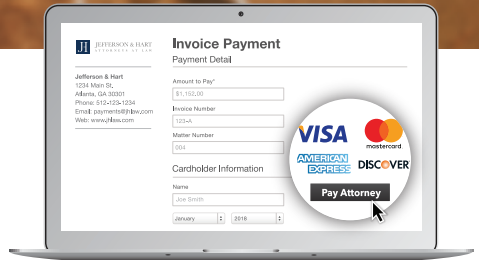 JH JEFFERSON & HART
ATTORNEYS AT LAW
Jefferson & Hart
1234 Main St,
Atlanta, GA 30301
Phone: 512-123-1234
Email: payments@jhlaw.com
Web: www.jhlaw.com
Invoice Payment
Payment Detail
Amount to Pay*
$1,152.00
Invoice Number
123-A
Matter Number
004
Cardholder Information
Name
Joe Smith
January 2018
VISA
mastercard
AMERICAN
EXPRESS
DISCOVER
Pay Attorney